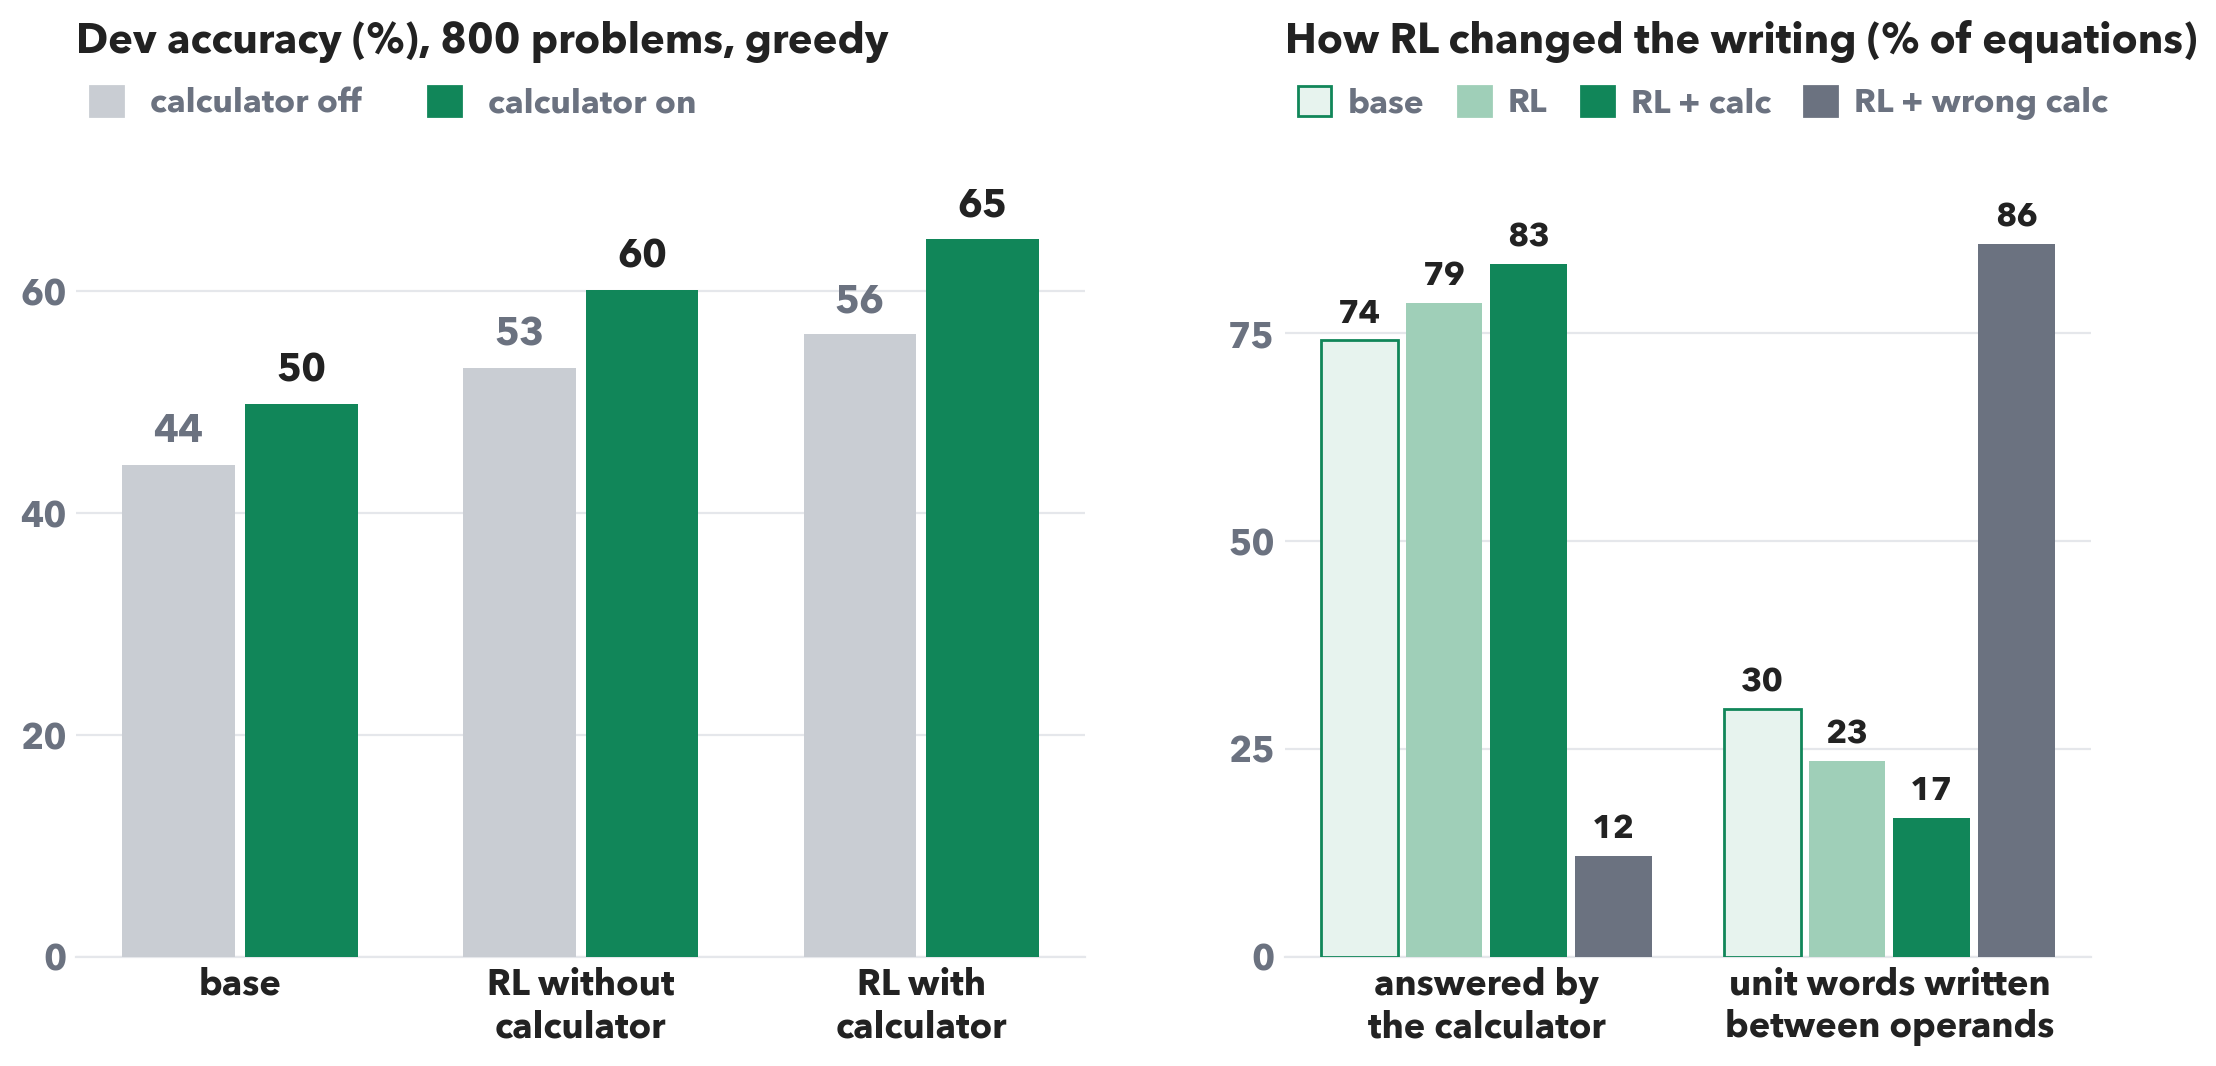 Dev accuracy (%), 800 problems, greedy
calculator off calculator on
65
60
60
56
53
50
44
40
20
0
base
RL without
calculator
RL with
calculator
How RL changed the writing (% of equations)
base RL RL + calc RL + wrong calc
86
83
79
74
75
50
30
25
23
17
12
0
answered by
the calculator
unit words written
between operands